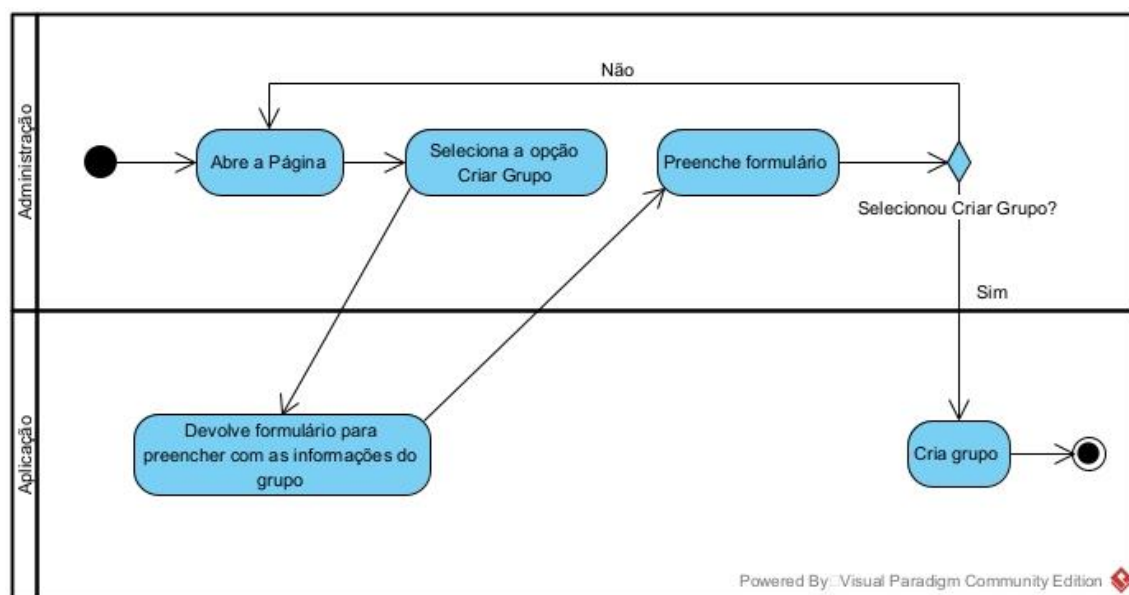 Administração
Não
Abre a Página
Seleciona a opção
Criar Grupo
Preenche formulário
Selecionou Criar Grupo?
Sim
Aplicação
Devolve formulário para
preencher com as informações do
grupo
Cria grupo
Powered By Visual Paradigm Community Edition